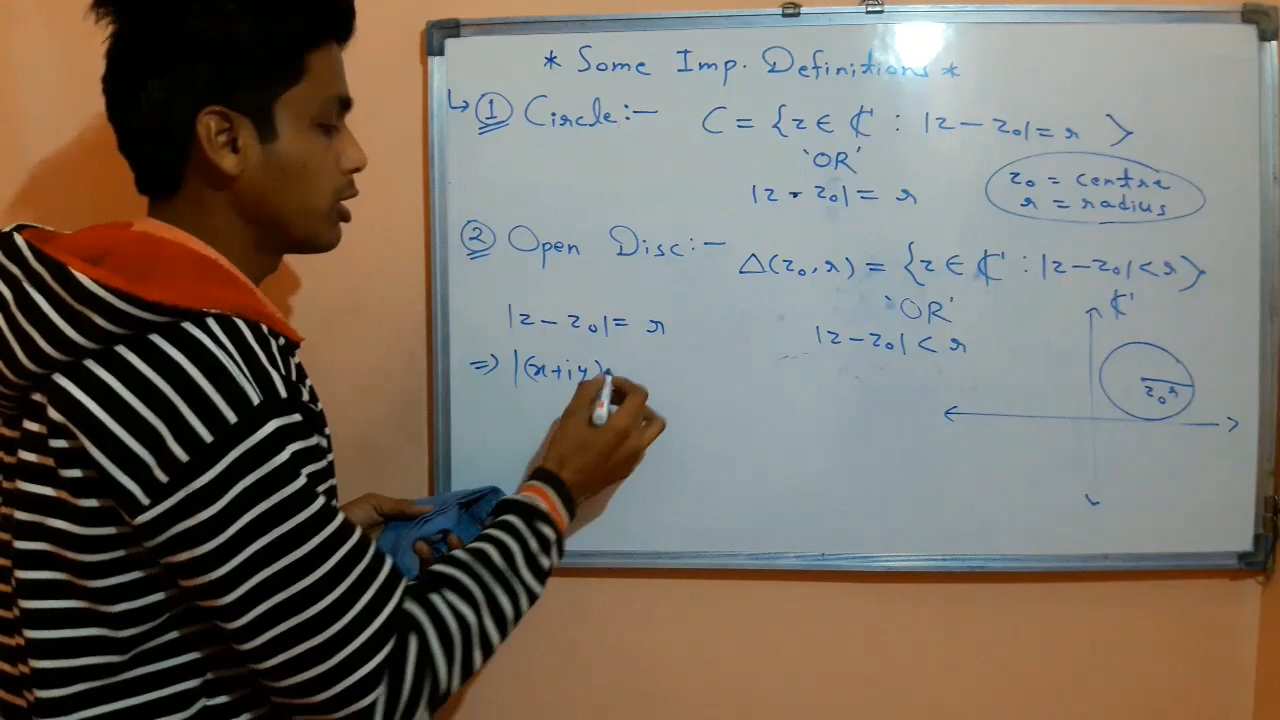 * Some Imp. Definitions *
↳ ① Circle:- C = {z ∈ ℂ : |z - z₀| = r }
'OR'
|z - z₀| = r
z₀ = centre
r = radius
② Open Disc:- Δ(z₀, r) = {z ∈ ℂ : |z - z₀| < r}
'OR'
|z - z₀| < r
|z - z₀| = r
⇒ |(x+iy)
ℂ
z₀ r